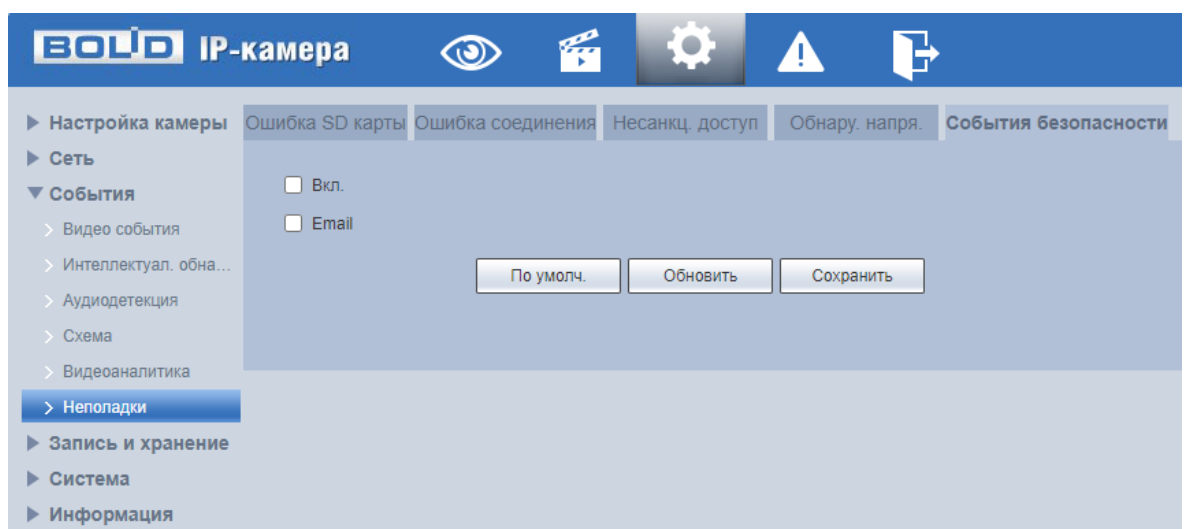 BOLID IP-камера
Настройка камеры
Сеть
События
Видео события
Интеллектуал. обна...
Аудиодетекция
Схема
Видеоаналитика
Неполадки
Запись и хранение
Система
Информация
Ошибка SD карты Ошибка соединения Несанкц. доступ Обнару. напря. События безопасности
Вкл.
Email
По умолч. Обновить Сохранить